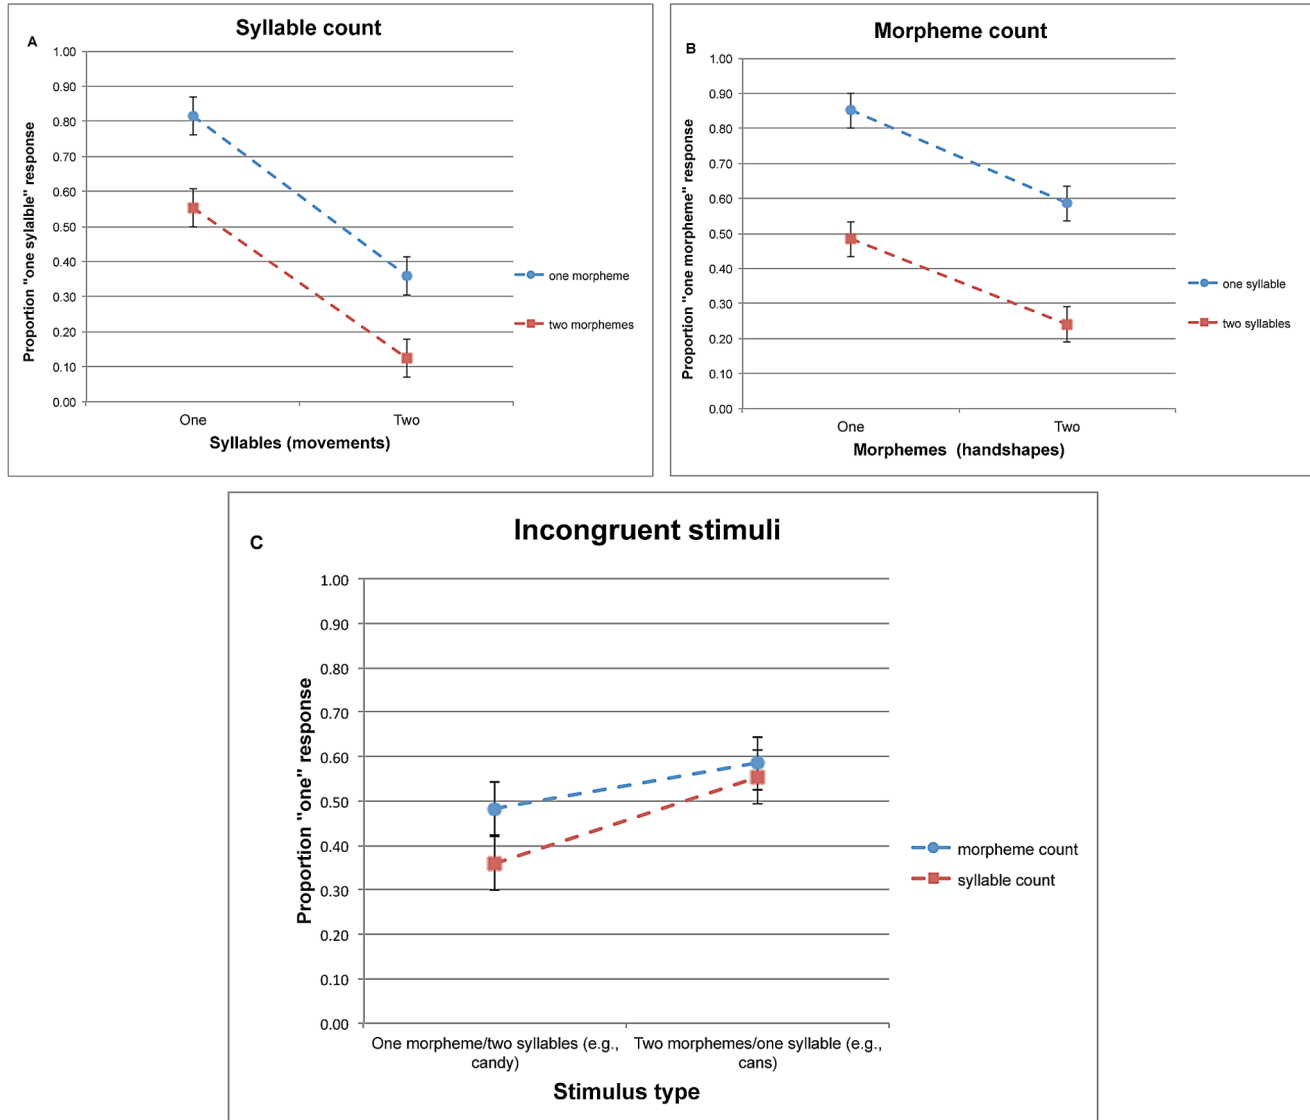 A
Syllable count
Proportion "one sylalble" response
1.00
0.90
0.80
0.70
0.60
0.50
0.40
0.30
0.20
0.10
0.00
One
Two
Syllables (movements)
one morpheme
two morphemes
B
Morpheme count
Proportion "one morpheme" response
1.00
0.90
0.80
0.70
0.60
0.50
0.40
0.30
0.20
0.10
0.00
One
Two
Morphemes (handshapes)
one syllable
two syllables
C
Incongruent stimuli
Proportion "one" response
1.00
0.90
0.80
0.70
0.60
0.50
0.40
0.30
0.20
0.10
0.00
One morpheme/two syllables (e.g.,
candy)
Two morphemes/one syllable (e.g.,
cans)
Stimulus type
morpheme count
syllable count